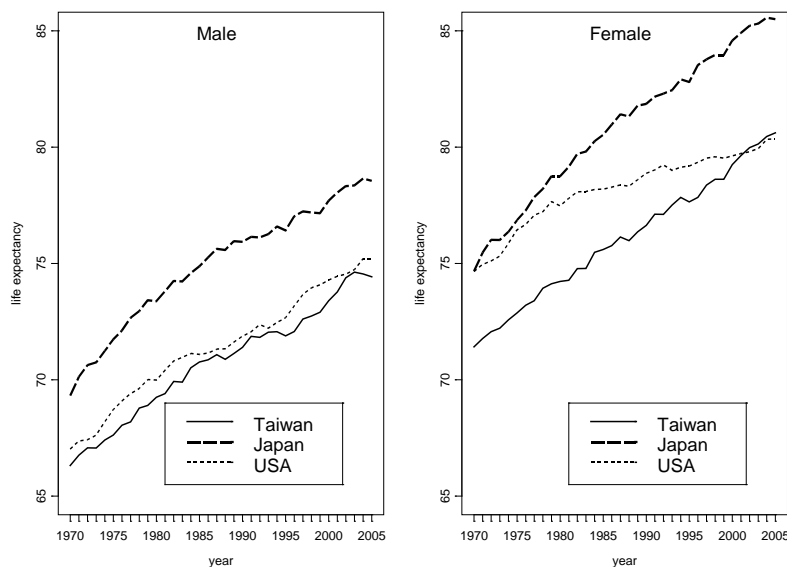 Male
Female
life expectancy
85
80
75
70
65
1970 1975 1980 1985 1990 1995 2000 2005
year
Taiwan
Japan
USA
life expectancy
85
80
75
70
65
1970 1975 1980 1985 1990 1995 2000 2005
year
Taiwan
Japan
USA